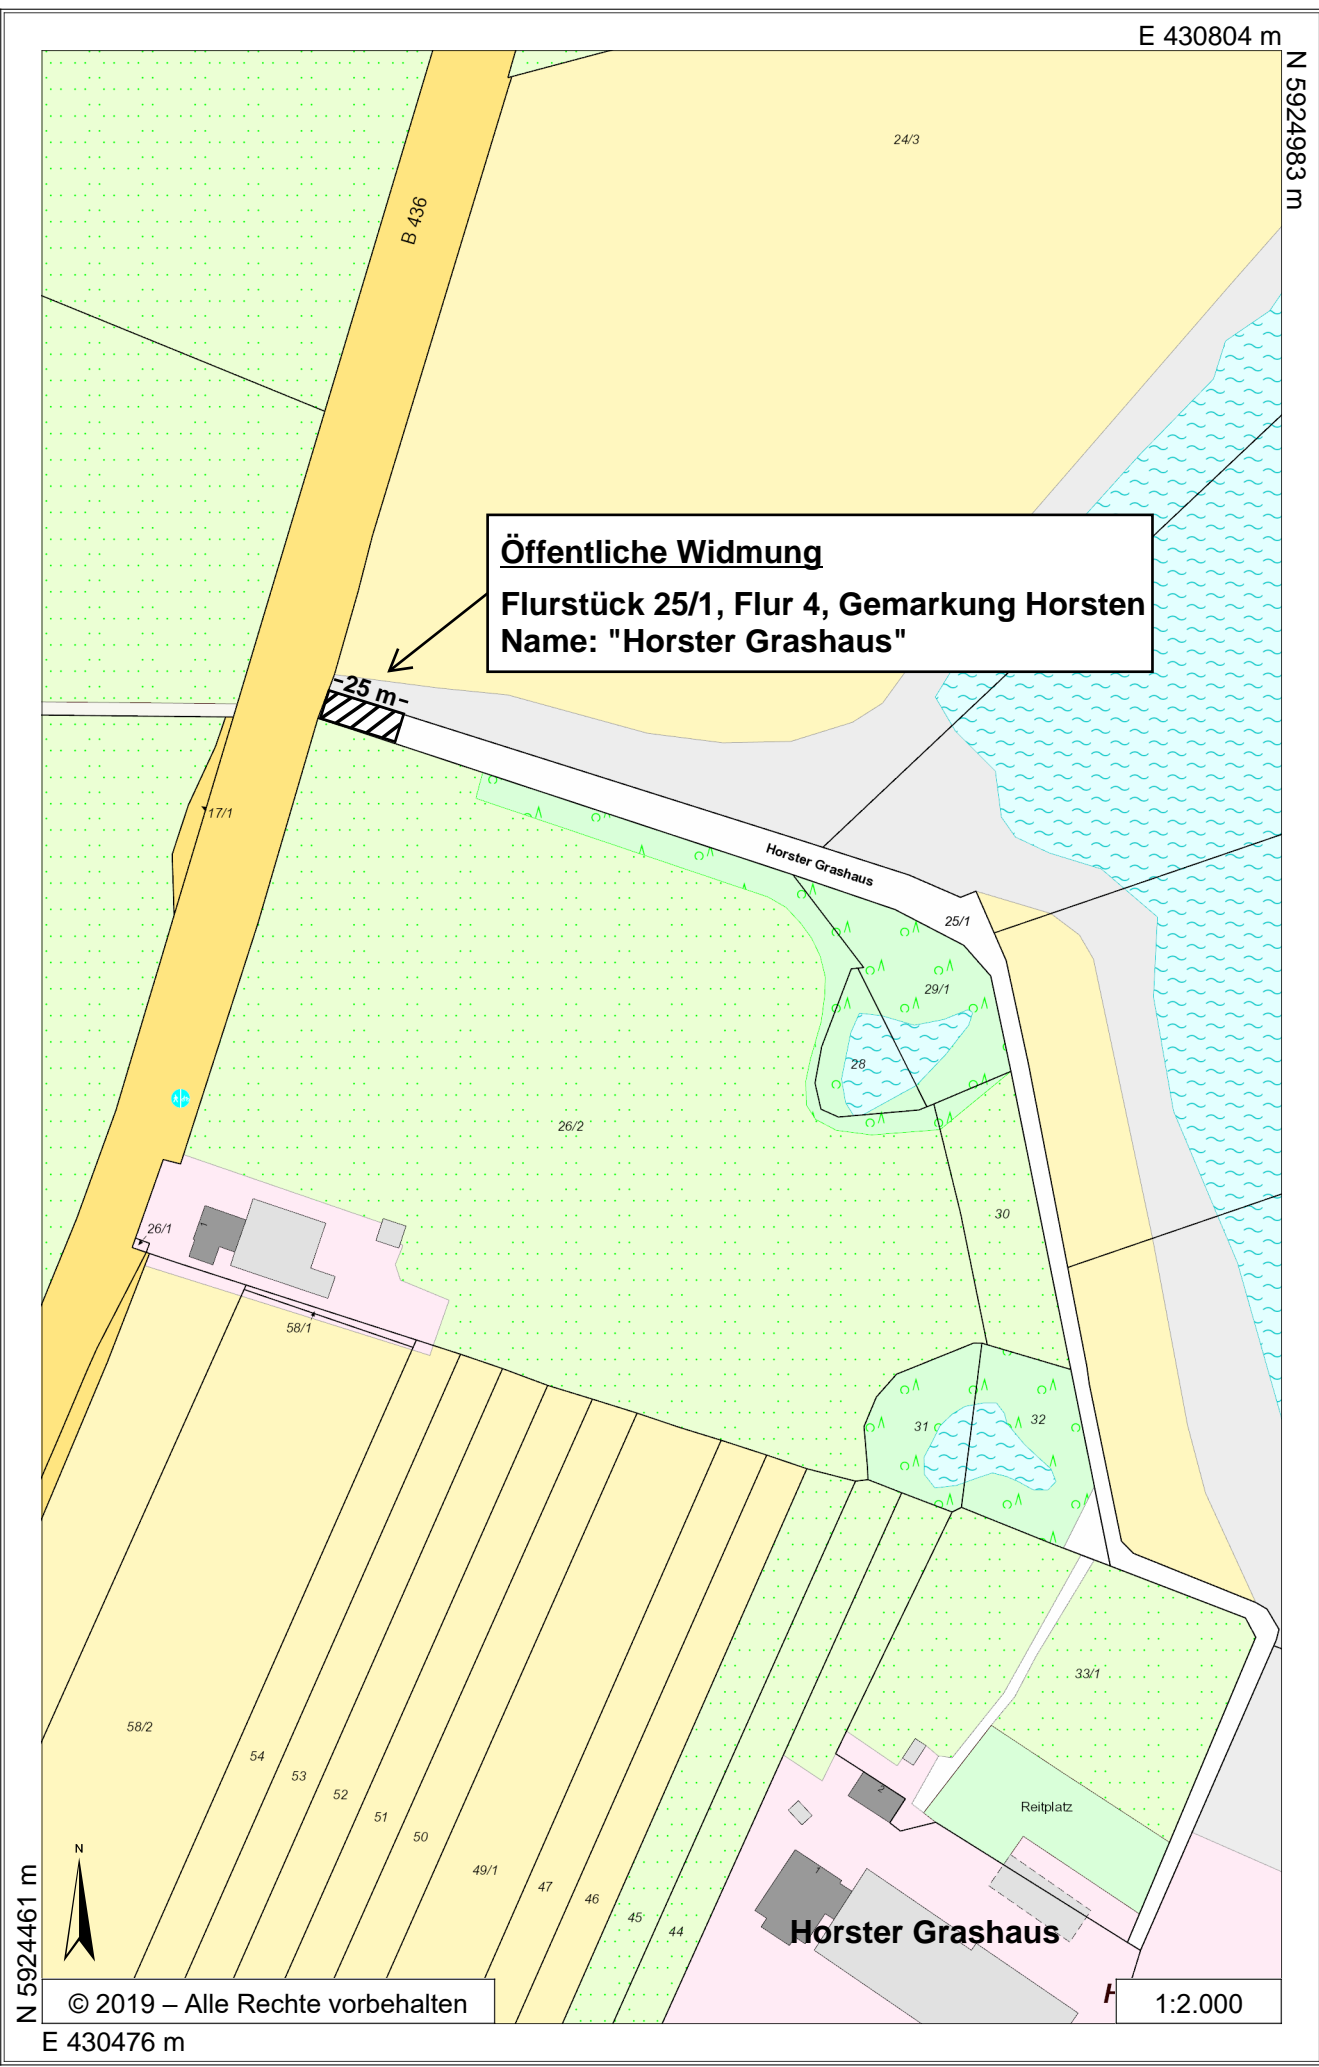 E 430804 m
N 5924983 m
24/3
B 436
Öffentliche Widmung
Flurstück 25/1, Flur 4, Gemarkung Horsten
Name: "Horster Grashaus"
25 m
17/1
Horster Grashaus
25/1
29/1
28
26/2
30
26/1
1
58/1
31
32
33/1
58/2
54
53
52
51
50
49/1
47
46
45
44
2
Reitplatz
1
Horster Grashaus
N
N 5924461 m
© 2019 – Alle Rechte vorbehalten
1:2.000
E 430476 m